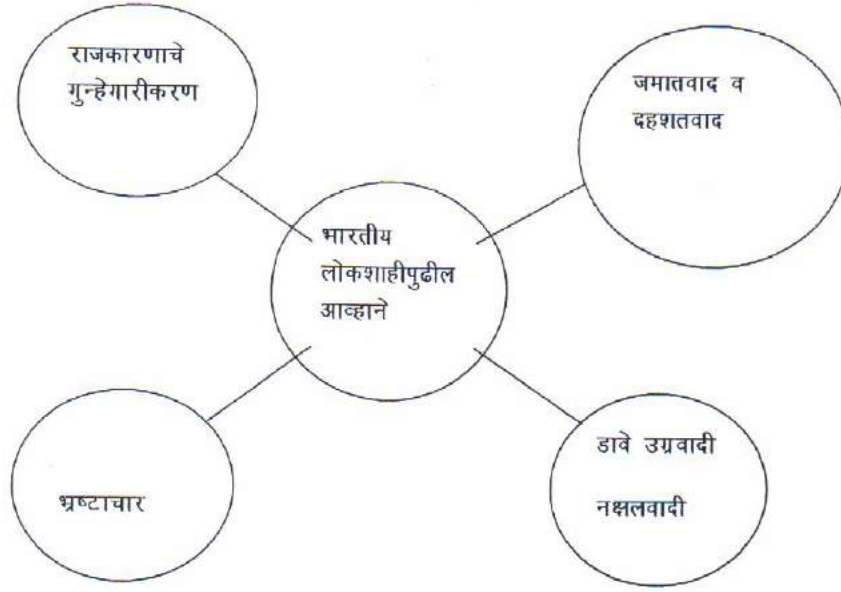 राजकारणाचे
गुन्हेगारीकरण
जमातवाद व
दहशतवाद
भारतीय
लोकशाहीपुढील
आव्हाने
भ्रष्टाचार
डावे उग्रवादी
नक्षलवादी